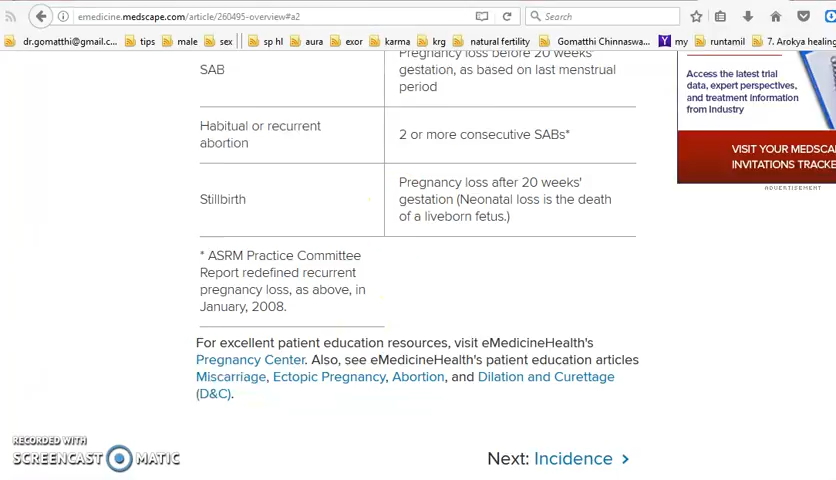 emedicine.medscape.com/article/260495-overview#a2
Search
dr.gomatthi@gmail.c... tips male sex sp hl aura exor karma krg natural fertility Gomatthi Chinnaswa... my runtamil 7. Arokya healing
SAB
Pregnancy loss before 20 weeks'
gestation, as based on last menstrual
period
Habitual or recurrent
abortion
2 or more consecutive SABs*
Stillbirth
Pregnancy loss after 20 weeks'
gestation (Neonatal loss is the death
of a liveborn fetus.)
* ASRM Practice Committee
Report redefined recurrent
pregnancy loss, as above, in
January, 2008.
For excellent patient education resources, visit eMedicineHealth's
Pregnancy Center. Also, see eMedicineHealth's patient education articles
Miscarriage, Ectopic Pregnancy, Abortion, and Dilation and Curettage
(D&C).
Next: Incidence >
Access the latest trial
data, expert perspectives,
and treatment information
from Industry
VISIT YOUR MEDSCA
INVITATIONS TRACKE
ADVERTISEMENT
RECORDED WITH
SCREENCAST MATIC